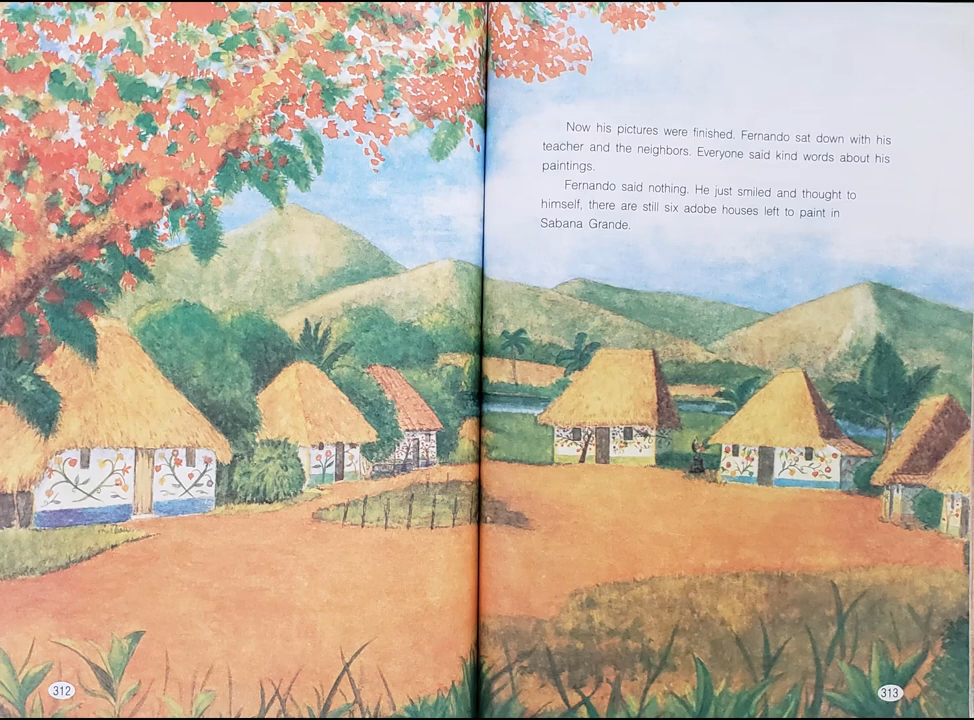 Now his pictures were finished. Fernando sat down with his
teacher and the neighbors. Everyone said kind words about his
paintings.
Fernando said nothing. He just smiled and thought to
himself, there are still six adobe houses left to paint in
Sabana Grande.
312
313